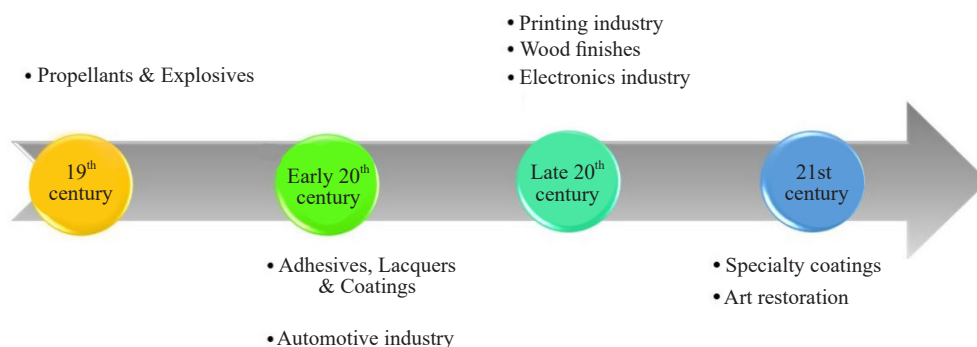 • Propellants & Explosives
• Printing industry
• Wood finishes
• Electronics industry
19th
century
Early 20th
century
Late 20th
century
21st
century
• Adhesives, Lacquers
& Coatings
• Automotive industry
• Specialty coatings
• Art restoration